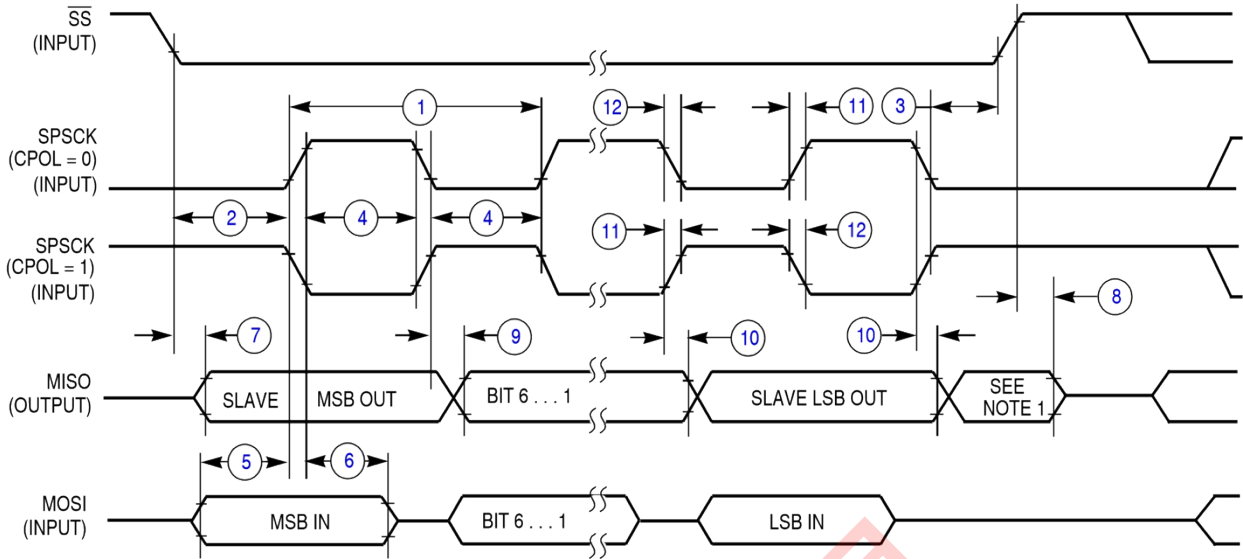 SS
(INPUT)
1
12
11
3
SPSCK
(CPOL = 0)
(INPUT)
2
4
4
11
12
SPSCK
(CPOL = 1)
(INPUT)
8
7
9
10
10
MISO
(OUTPUT)
SLAVE MSB OUT
BIT 6 . . . 1
SLAVE LSB OUT
SEE
NOTE 1
5
6
MOSI
(INPUT)
MSB IN
BIT 6 . . . 1
LSB IN